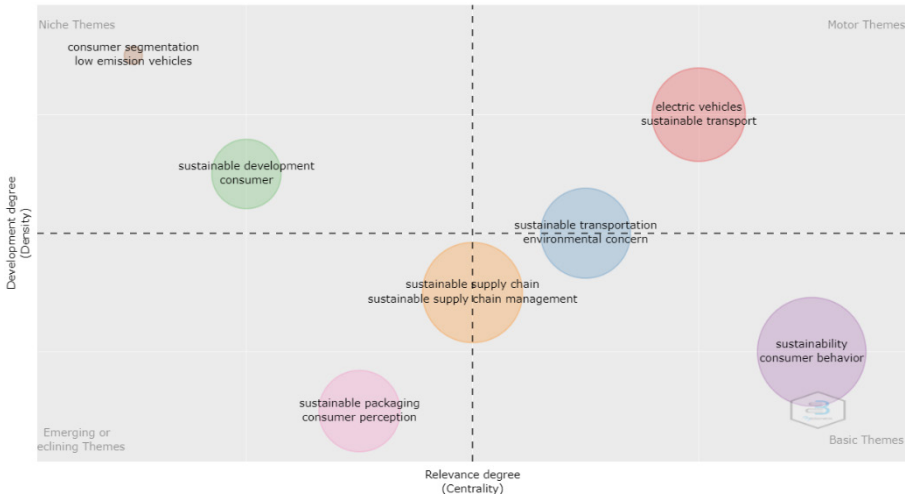 Niche Themes
Motor Themes
consumer segmentation
low emission vehicles
electric vehicles
sustainable transport
sustainable development
consumer
sustainable transportation
environmental concern
Development degree
(Density)
sustainable supply chain
sustainable supply chain management
sustainability
consumer behavior
sustainable packaging
consumer perception
Emerging or
eclining Themes
Basic Themes
Relevance degree
(Centrality)